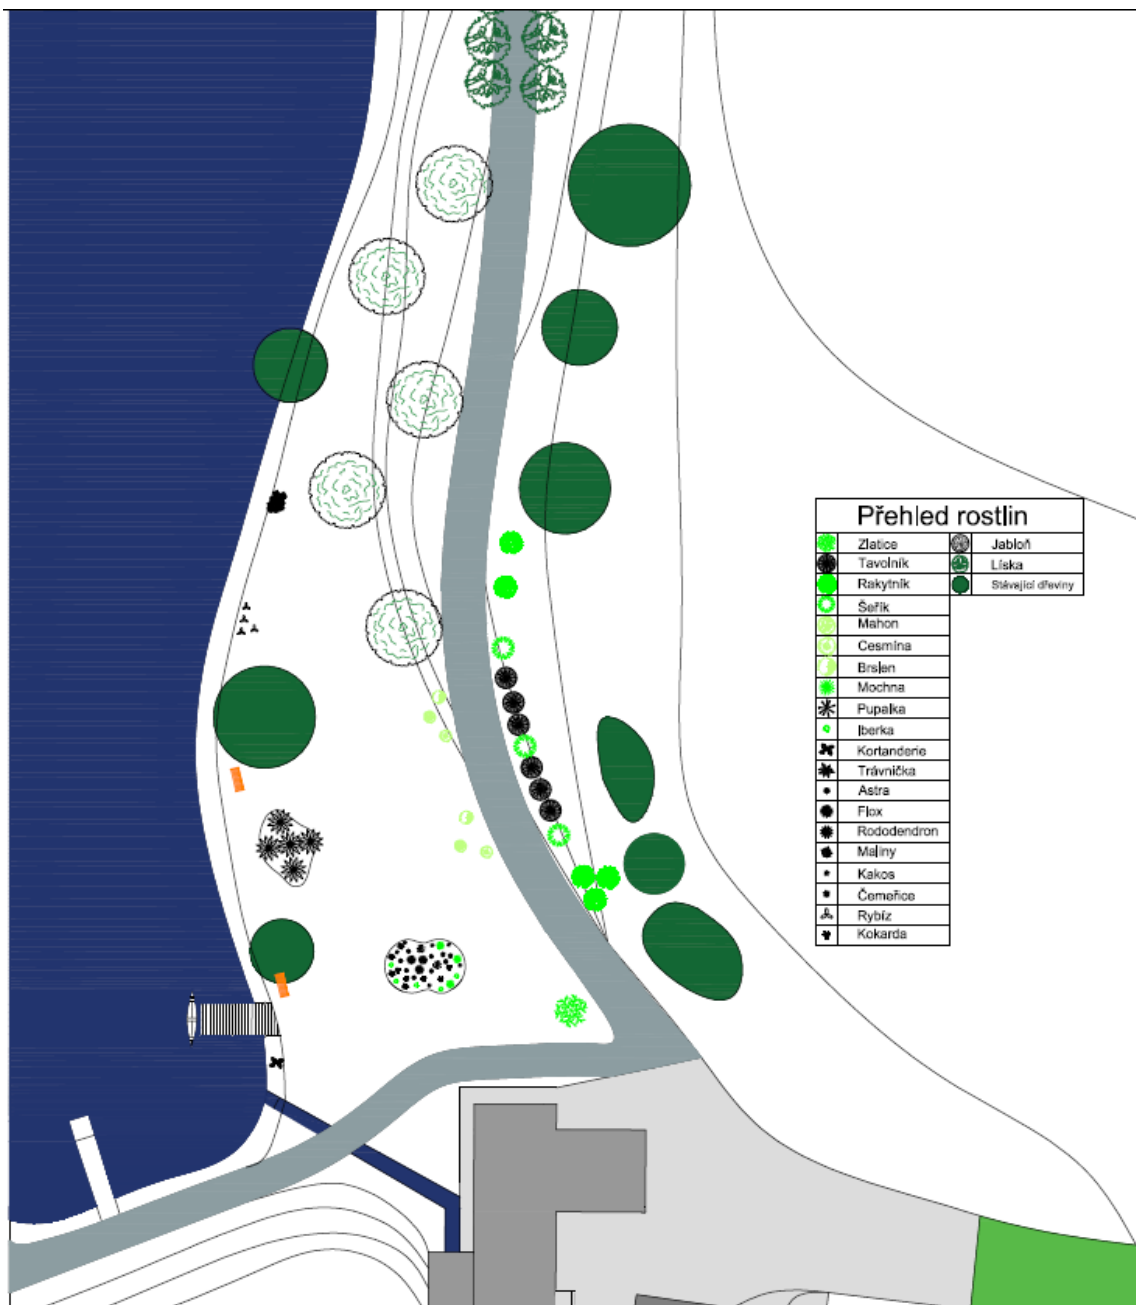 Přehled rostlin
Zlatice
Jabloň
Tavolník
Líska
Rakytník
Stávající dřeviny
Šeřík
Mahon
Cesmína
Brslen
Mochna
Pupalka
Iberka
Kortanderie
Trávnička
Astra
Flox
Rododendron
Maliny
Kakos
Čemeřice
Rybíz
Kokarda